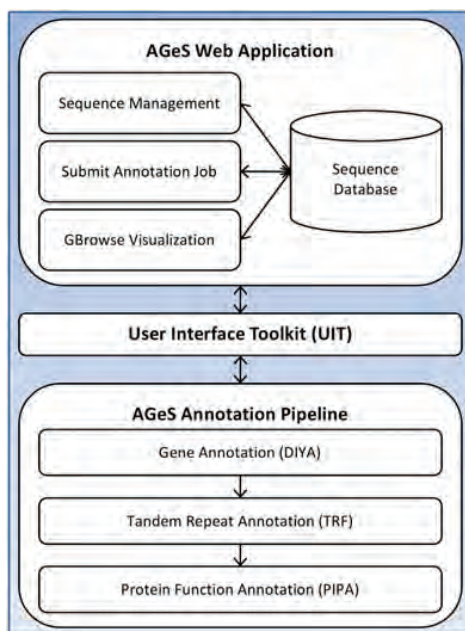 AGeS Web Application
Sequence Management
Submit Annotation Job
GBrowse Visualization
Sequence
Database
User Interface Toolkit (UIT)
AGeS Annotation Pipeline
Gene Annotation (DIYA)
Tandem Repeat Annotation (TRF)
Protein Function Annotation (PIPA)